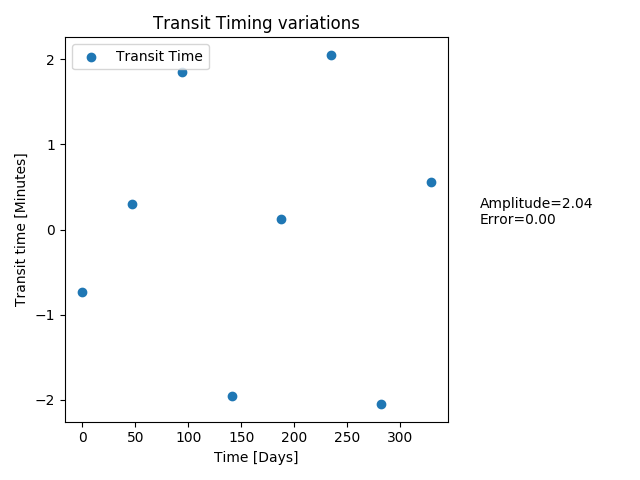 Transit Timing variations
Transit Time
2
1
0
−1
−2
Transit time [Minutes]
0 50 100 150 200 250 300
Time [Days]
Amplitude=2.04
Error=0.00